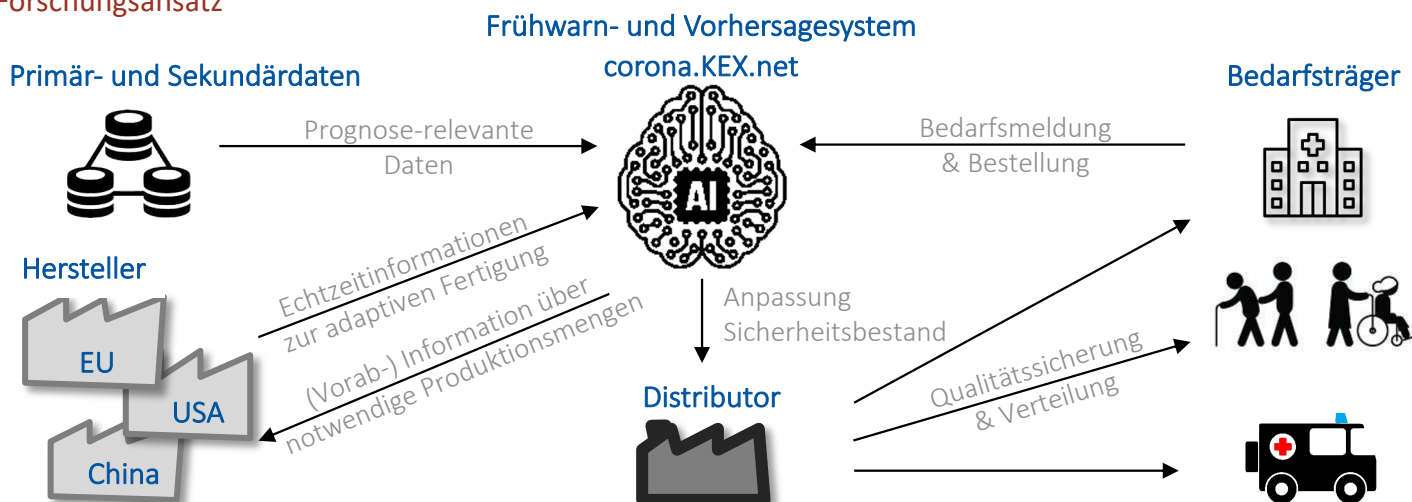 Forschungsansatz
Frühwarn- und Vorhersagesystem
corona.KEX.net
Primär- und Sekundärdaten
Bedarfsträger
Prognose-relevante
Daten
Bedarfsmeldung
& Bestellung
AI
Hersteller
Echtzeitinformationen
zur adaptiven Fertigung
(Vorab-) Information über
notwendige Produktionsmengen
EU
USA
China
Anpassung
Sicherheitsbestand
Distributor
Qualitätssicherung
& Verteilung